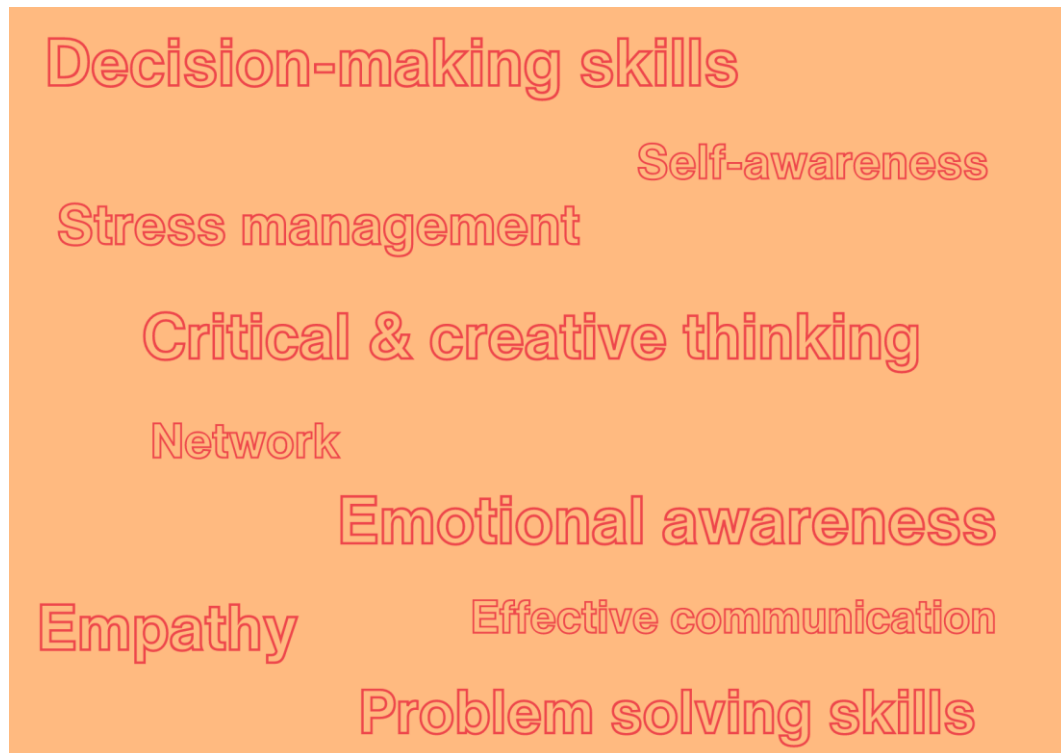 Decision-making skills
Self-awareness
Stress management
Critical & creative thinking
Network
Emotional awareness
Empathy
Effective communication
Problem solving skills